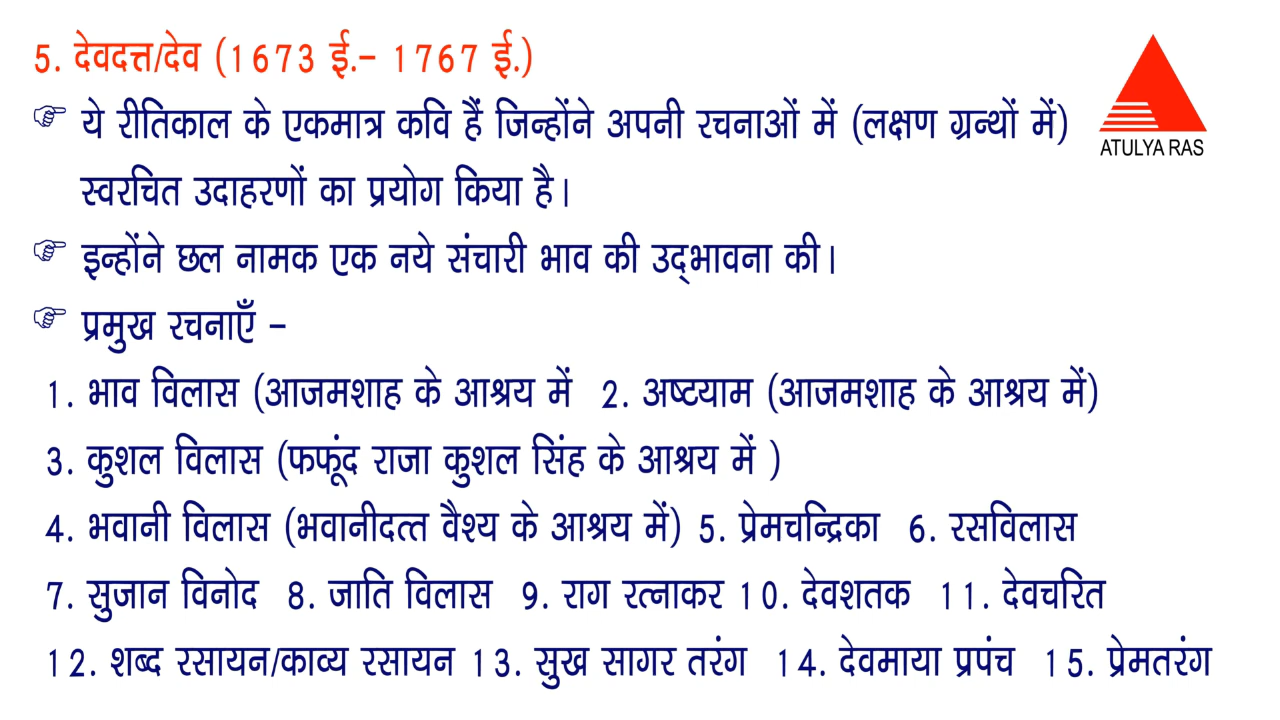 5. देवदत्त/देव (1673 ई.- 1767 ई.)
☞ ये रीतिकाल के एकमात्र कवि हैं जिन्होंने अपनी रचनाओं में (लक्षण ग्रन्थों में)
स्वरचित उदाहरणों का प्रयोग किया है।
☞ इन्होंने छल नामक एक नये संचारी भाव की उद्‌भावना की।
☞ प्रमुख रचनाएँ –
1. भाव विलास (आजमशाह के आश्रय में 2. अष्टयाम (आजमशाह के आश्रय में)
3. कुशल विलास (फफूंद राजा कुशल सिंह के आश्रय में )
4. भवानी विलास (भवानीदत्त वैश्य के आश्रय में) 5. प्रेमचन्द्रिका 6. रसविलास
7. सुजान विनोद 8. जाति विलास 9. राग रत्नाकर 10. देवशतक 11. देवचरित
12. शब्द रसायन/काव्य रसायन 13. सुख सागर तरंग 14. देवमाया प्रपंच 15. प्रेमतरंग
ATULYA RAS